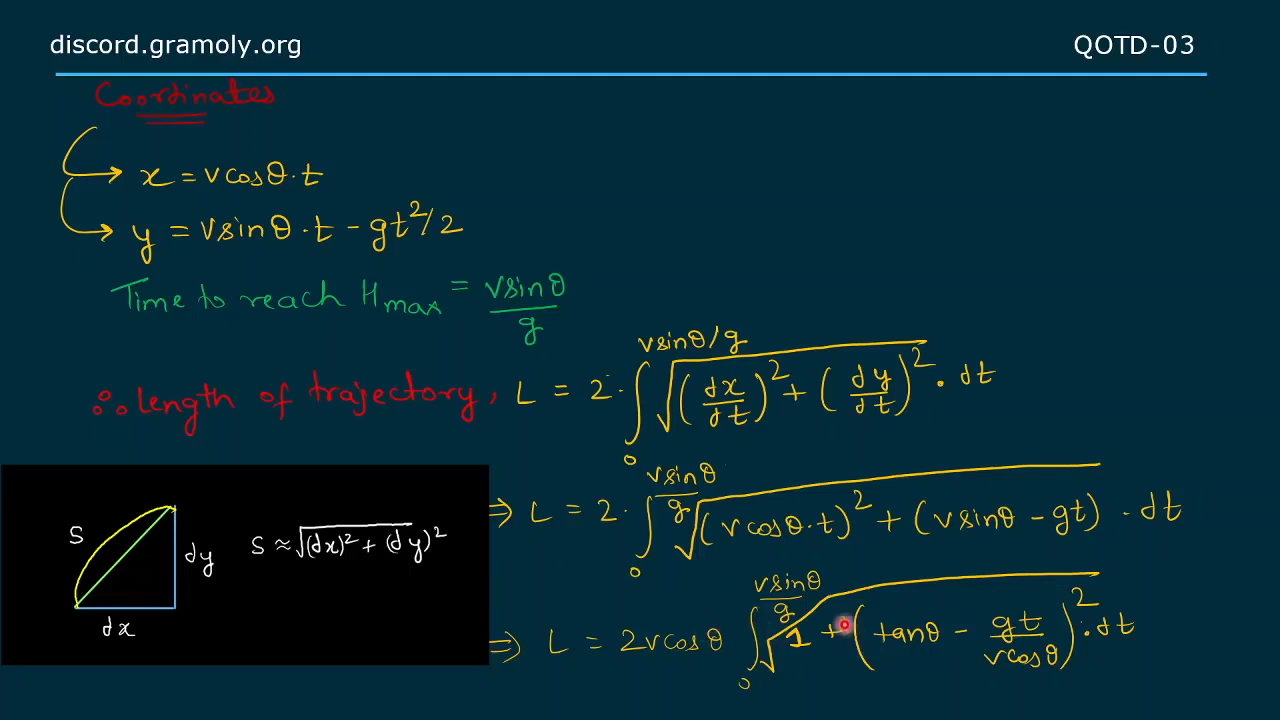 discord.gramoly.org
QOTD-03
Coordinates
x = vcosθ·t
y = vsinθ·t - gt²/2
Time to reach Hmax = vsinθ/g
∴ length of trajectory, L = 2·∫₀^(vsinθ/g) √((dx/dt)² + (dy/dt)²)·dt
⇒ L = 2·∫₀^(vsinθ/g) √((vcosθ·t)² + (vsinθ - gt))·dt
S
dy
dx
S ≈ √((dx)² + (dy)²)
⇒ L = 2vcosθ ∫₀^(vsinθ/g) √(1 + (tanθ - gt/vcosθ)²)·dt